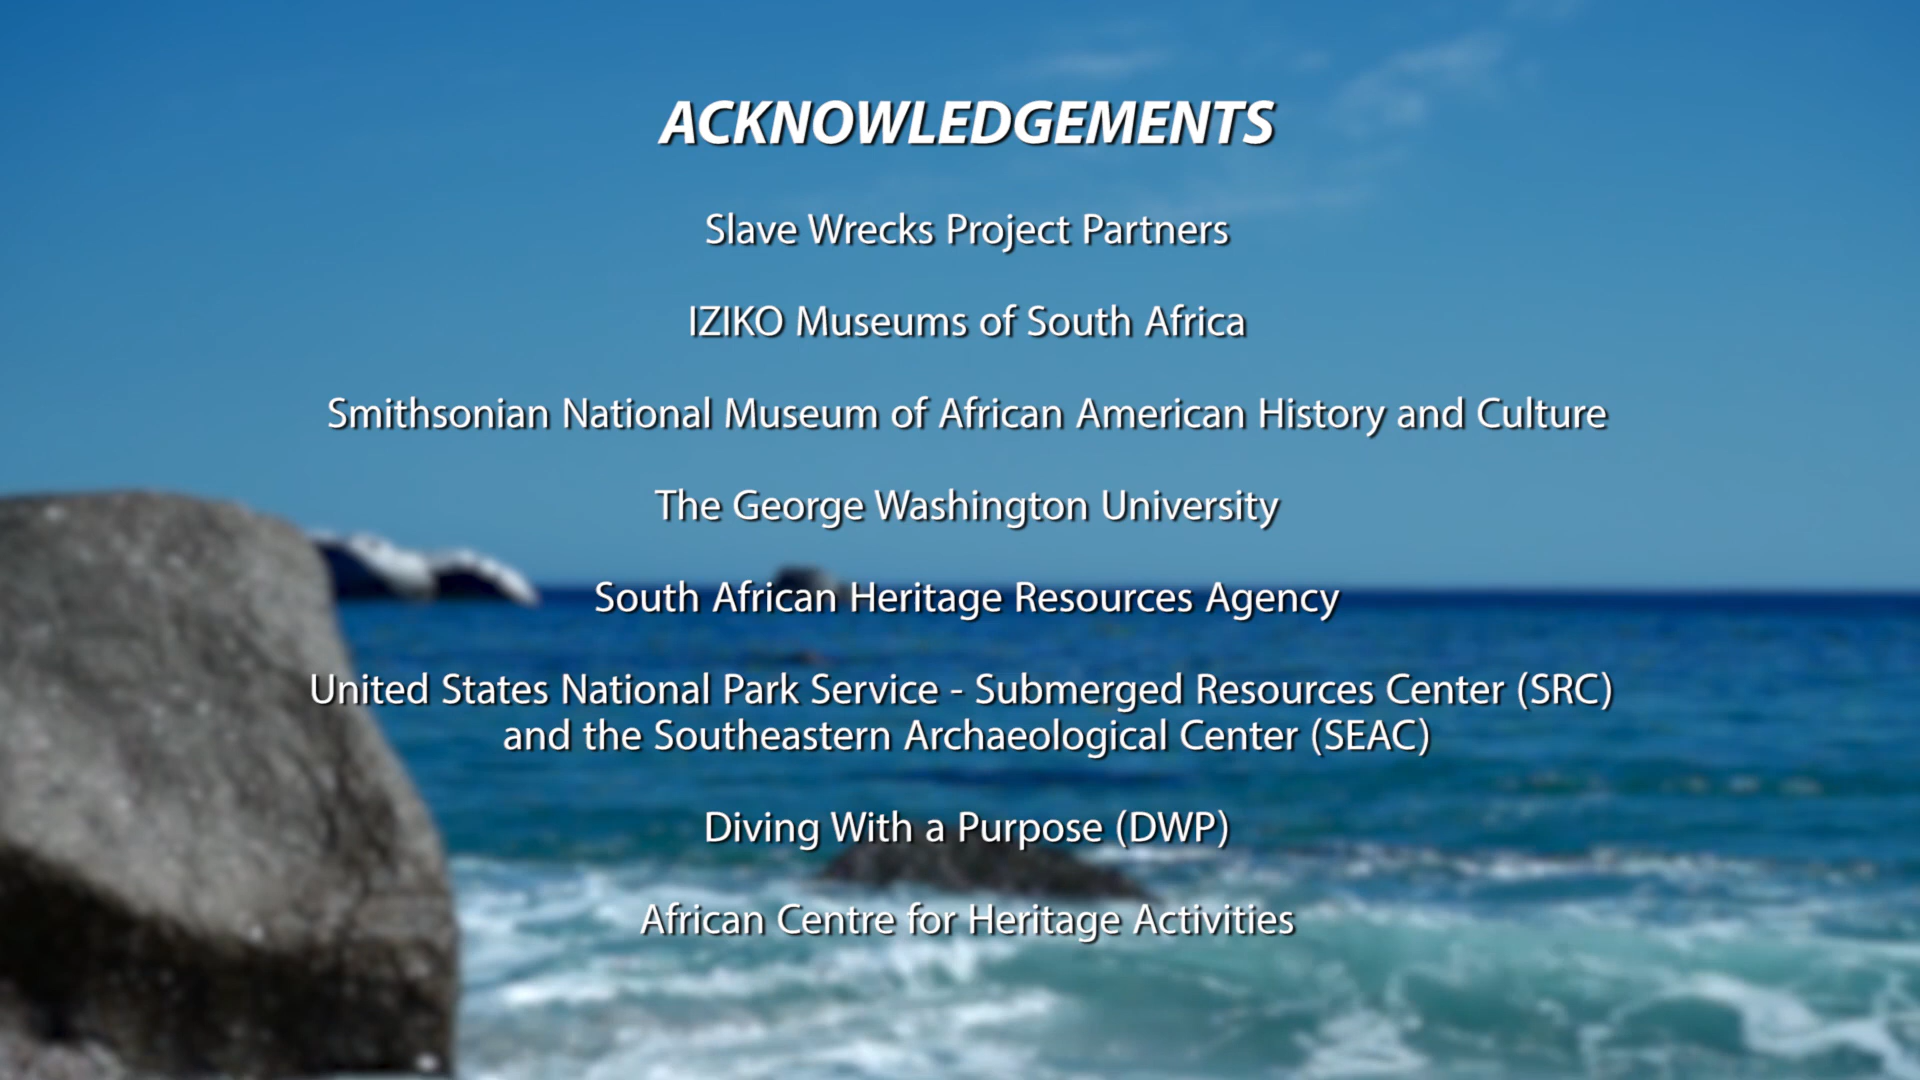 ACKNOWLEDGEMENTS
Slave Wrecks Project Partners
IZIKO Museums of South Africa
Smithsonian National Museum of African American History and Culture
The George Washington University
South African Heritage Resources Agency
United States National Park Service - Submerged Resources Center (SRC)
and the Southeastern Archaeological Center (SEAC)
Diving With a Purpose (DWP)
African Centre for Heritage Activities